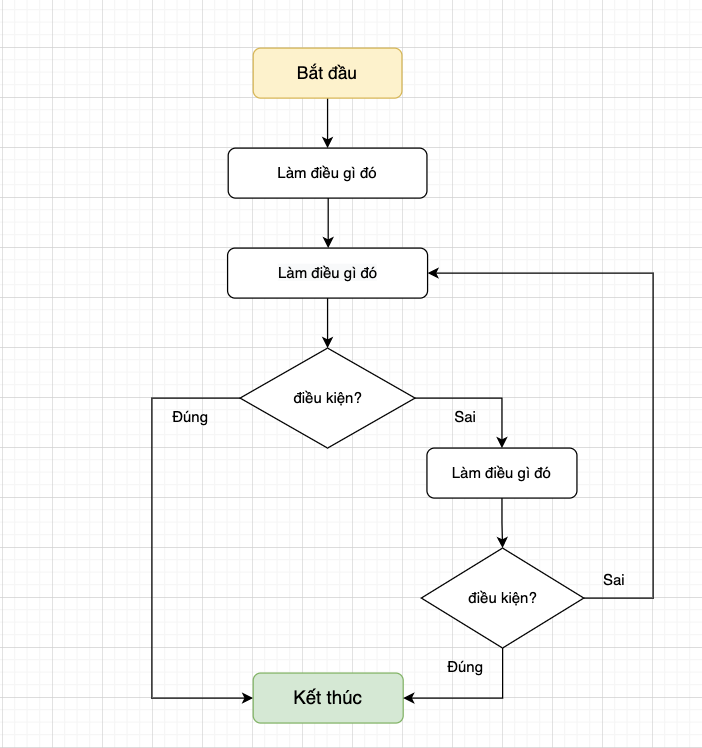 Bắt đầu
Làm điều gì đó
Làm điều gì đó
điều kiện?
Đúng
Sai
Làm điều gì đó
điều kiện?
Sai
Đúng
Kết thúc